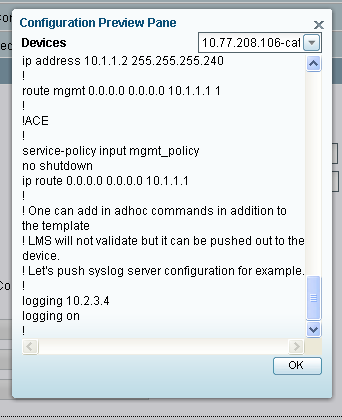 Configuration Preview Pane
Devices
10.77.208.106-cat
ip address 10.1.1.2 255.255.255.240
!
route mgmt 0.0.0.0 0.0.0.0 10.1.1.1 1
!
!ACE
!
service-policy input mgmt_policy
no shutdown
ip route 0.0.0.0 0.0.0.0 10.1.1.1
!
! One can add in adhoc commands in addition to
the template
! LMS will not validate but it can be pushed out to the
device.
! Let's push syslog server configuration for example.
!
logging 10.2.3.4
logging on
!
OK